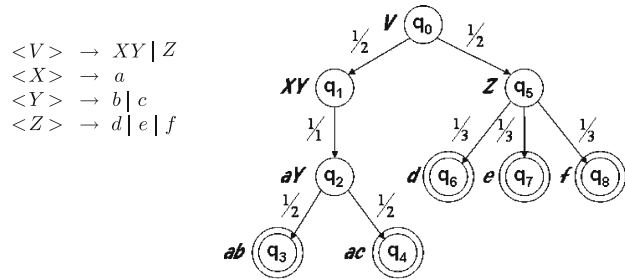 <V> → XY | Z
<X> → a
<Y> → b | c
<Z> → d | e | f
V q0
1/2 1/2
XY q1 Z q5
1/1 1/3 1/3 1/3
aY q2 d q6 e q7 f q8
1/2 1/2
ab q3 ac q4